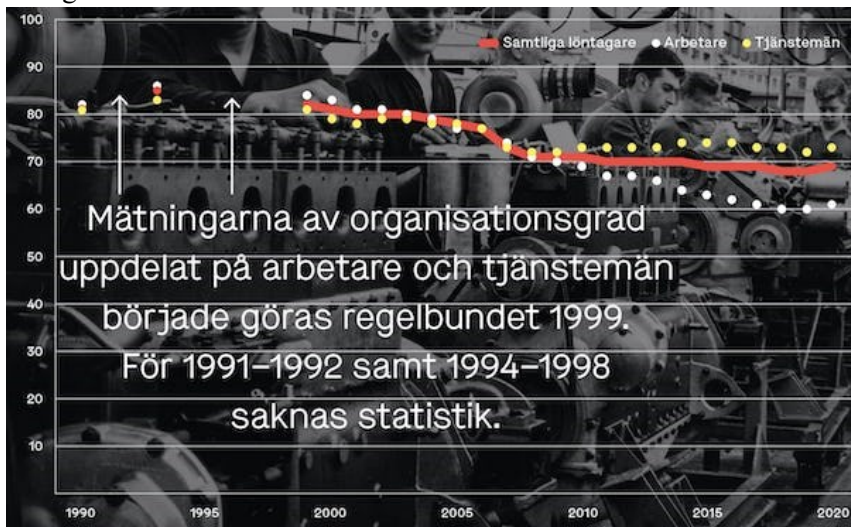 100
Samtliga löntagare Arbetare Tjänstemän
90
80
70
60
Mätningarna av organisationsgrad
uppdelat på arbetare och tjänstemän
50
började göras regelbundet 1999.
40
För 1991–1992 samt 1994–1998
30
saknas statistik.
20
10
1990 1995 2000 2005 2010 2015 2020